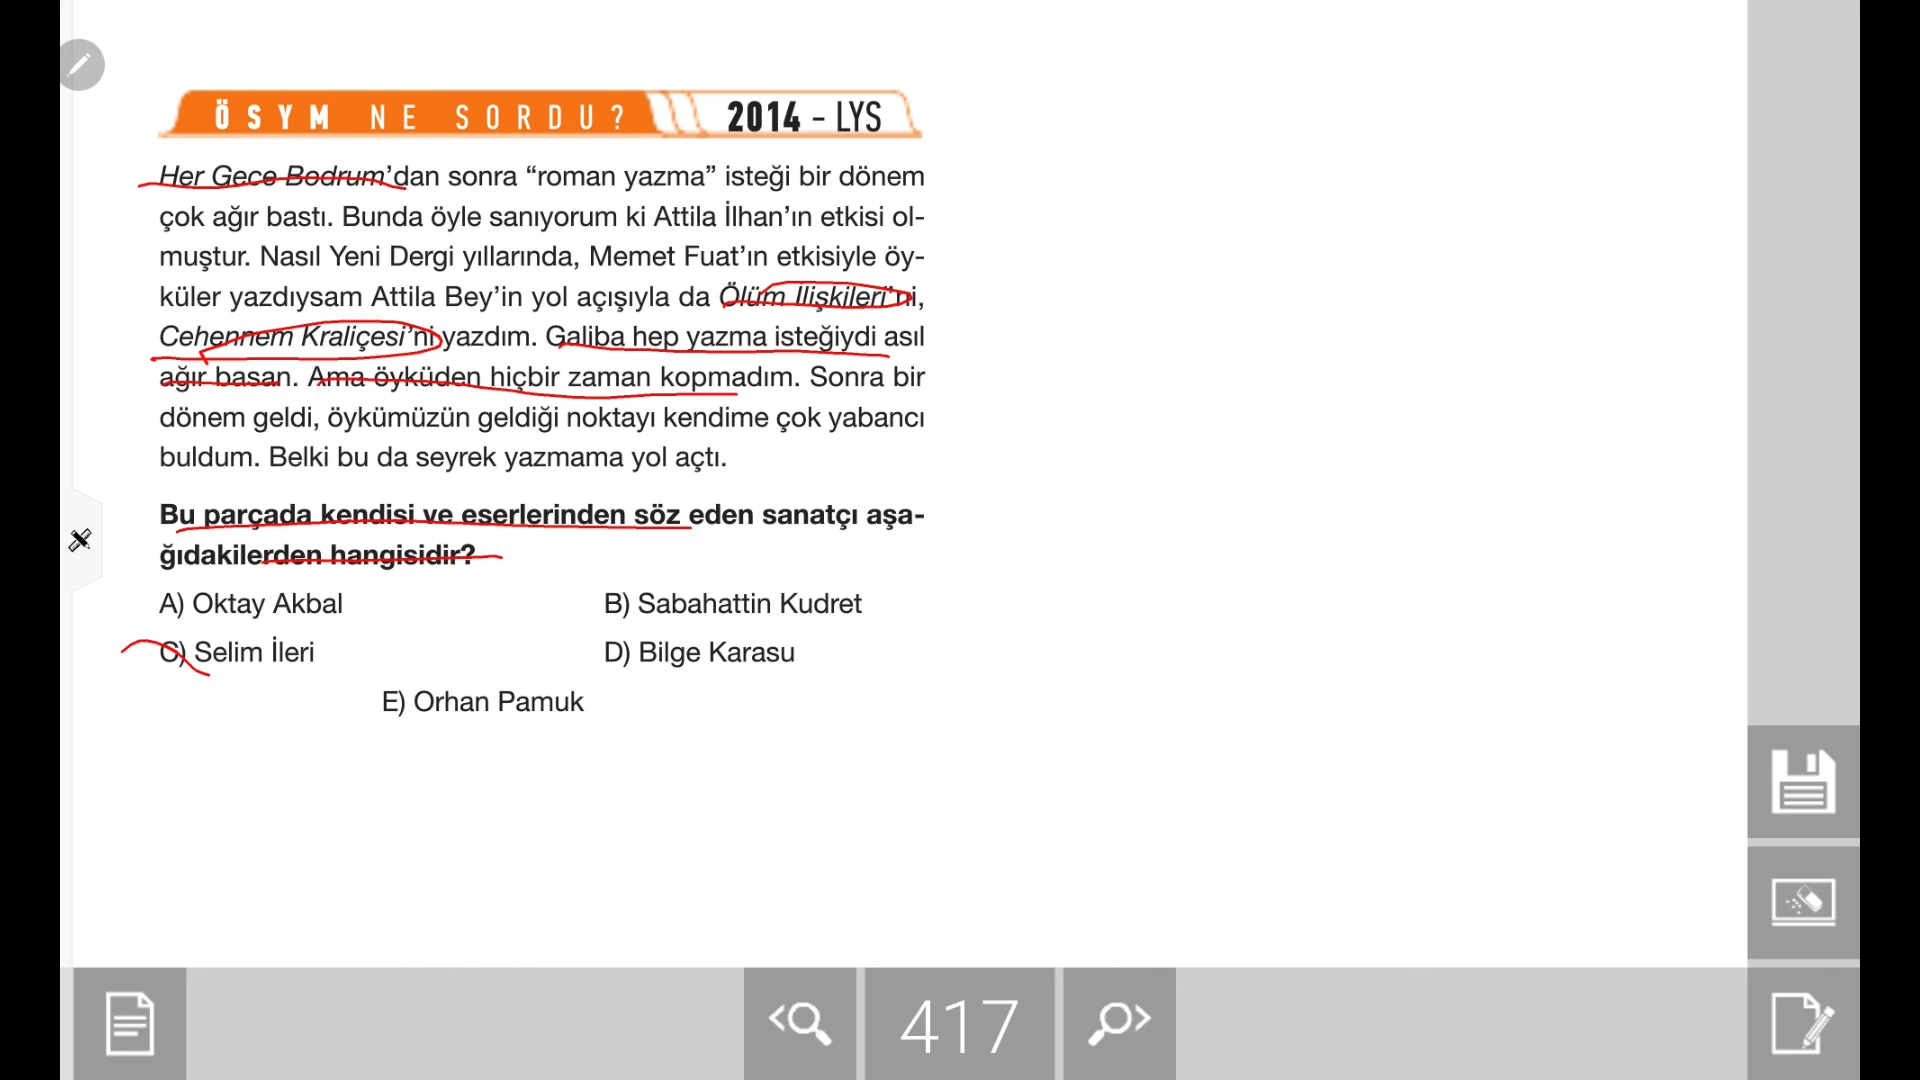 ÖSYM NE SORDU? 2014 - LYS
Her Gece Bodrum’dan sonra “roman yazma” isteği bir dönem
çok ağır bastı. Bunda öyle sanıyorum ki Attila İlhan’ın etkisi ol-
muştur. Nasıl Yeni Dergi yıllarında, Memet Fuat’ın etkisiyle öy-
küler yazdıysam Attila Bey’in yol açışıyla da Ölüm Ilişkileri’ni,
Cehennem Kraliçesi’ni yazdım. Galiba hep yazma isteğiydi asıl
ağır basan. Ama öyküden hiçbir zaman kopmadım. Sonra bir
dönem geldi, öykümüzün geldiği noktayı kendime çok yabancı
buldum. Belki bu da seyrek yazmama yol açtı.
Bu parçada kendisi ve eserlerinden söz eden sanatçı aşa-
ğıdakilerden hangisidir?
A) Oktay Akbal
B) Sabahattin Kudret
C) Selim İleri
D) Bilge Karasu
E) Orhan Pamuk
417